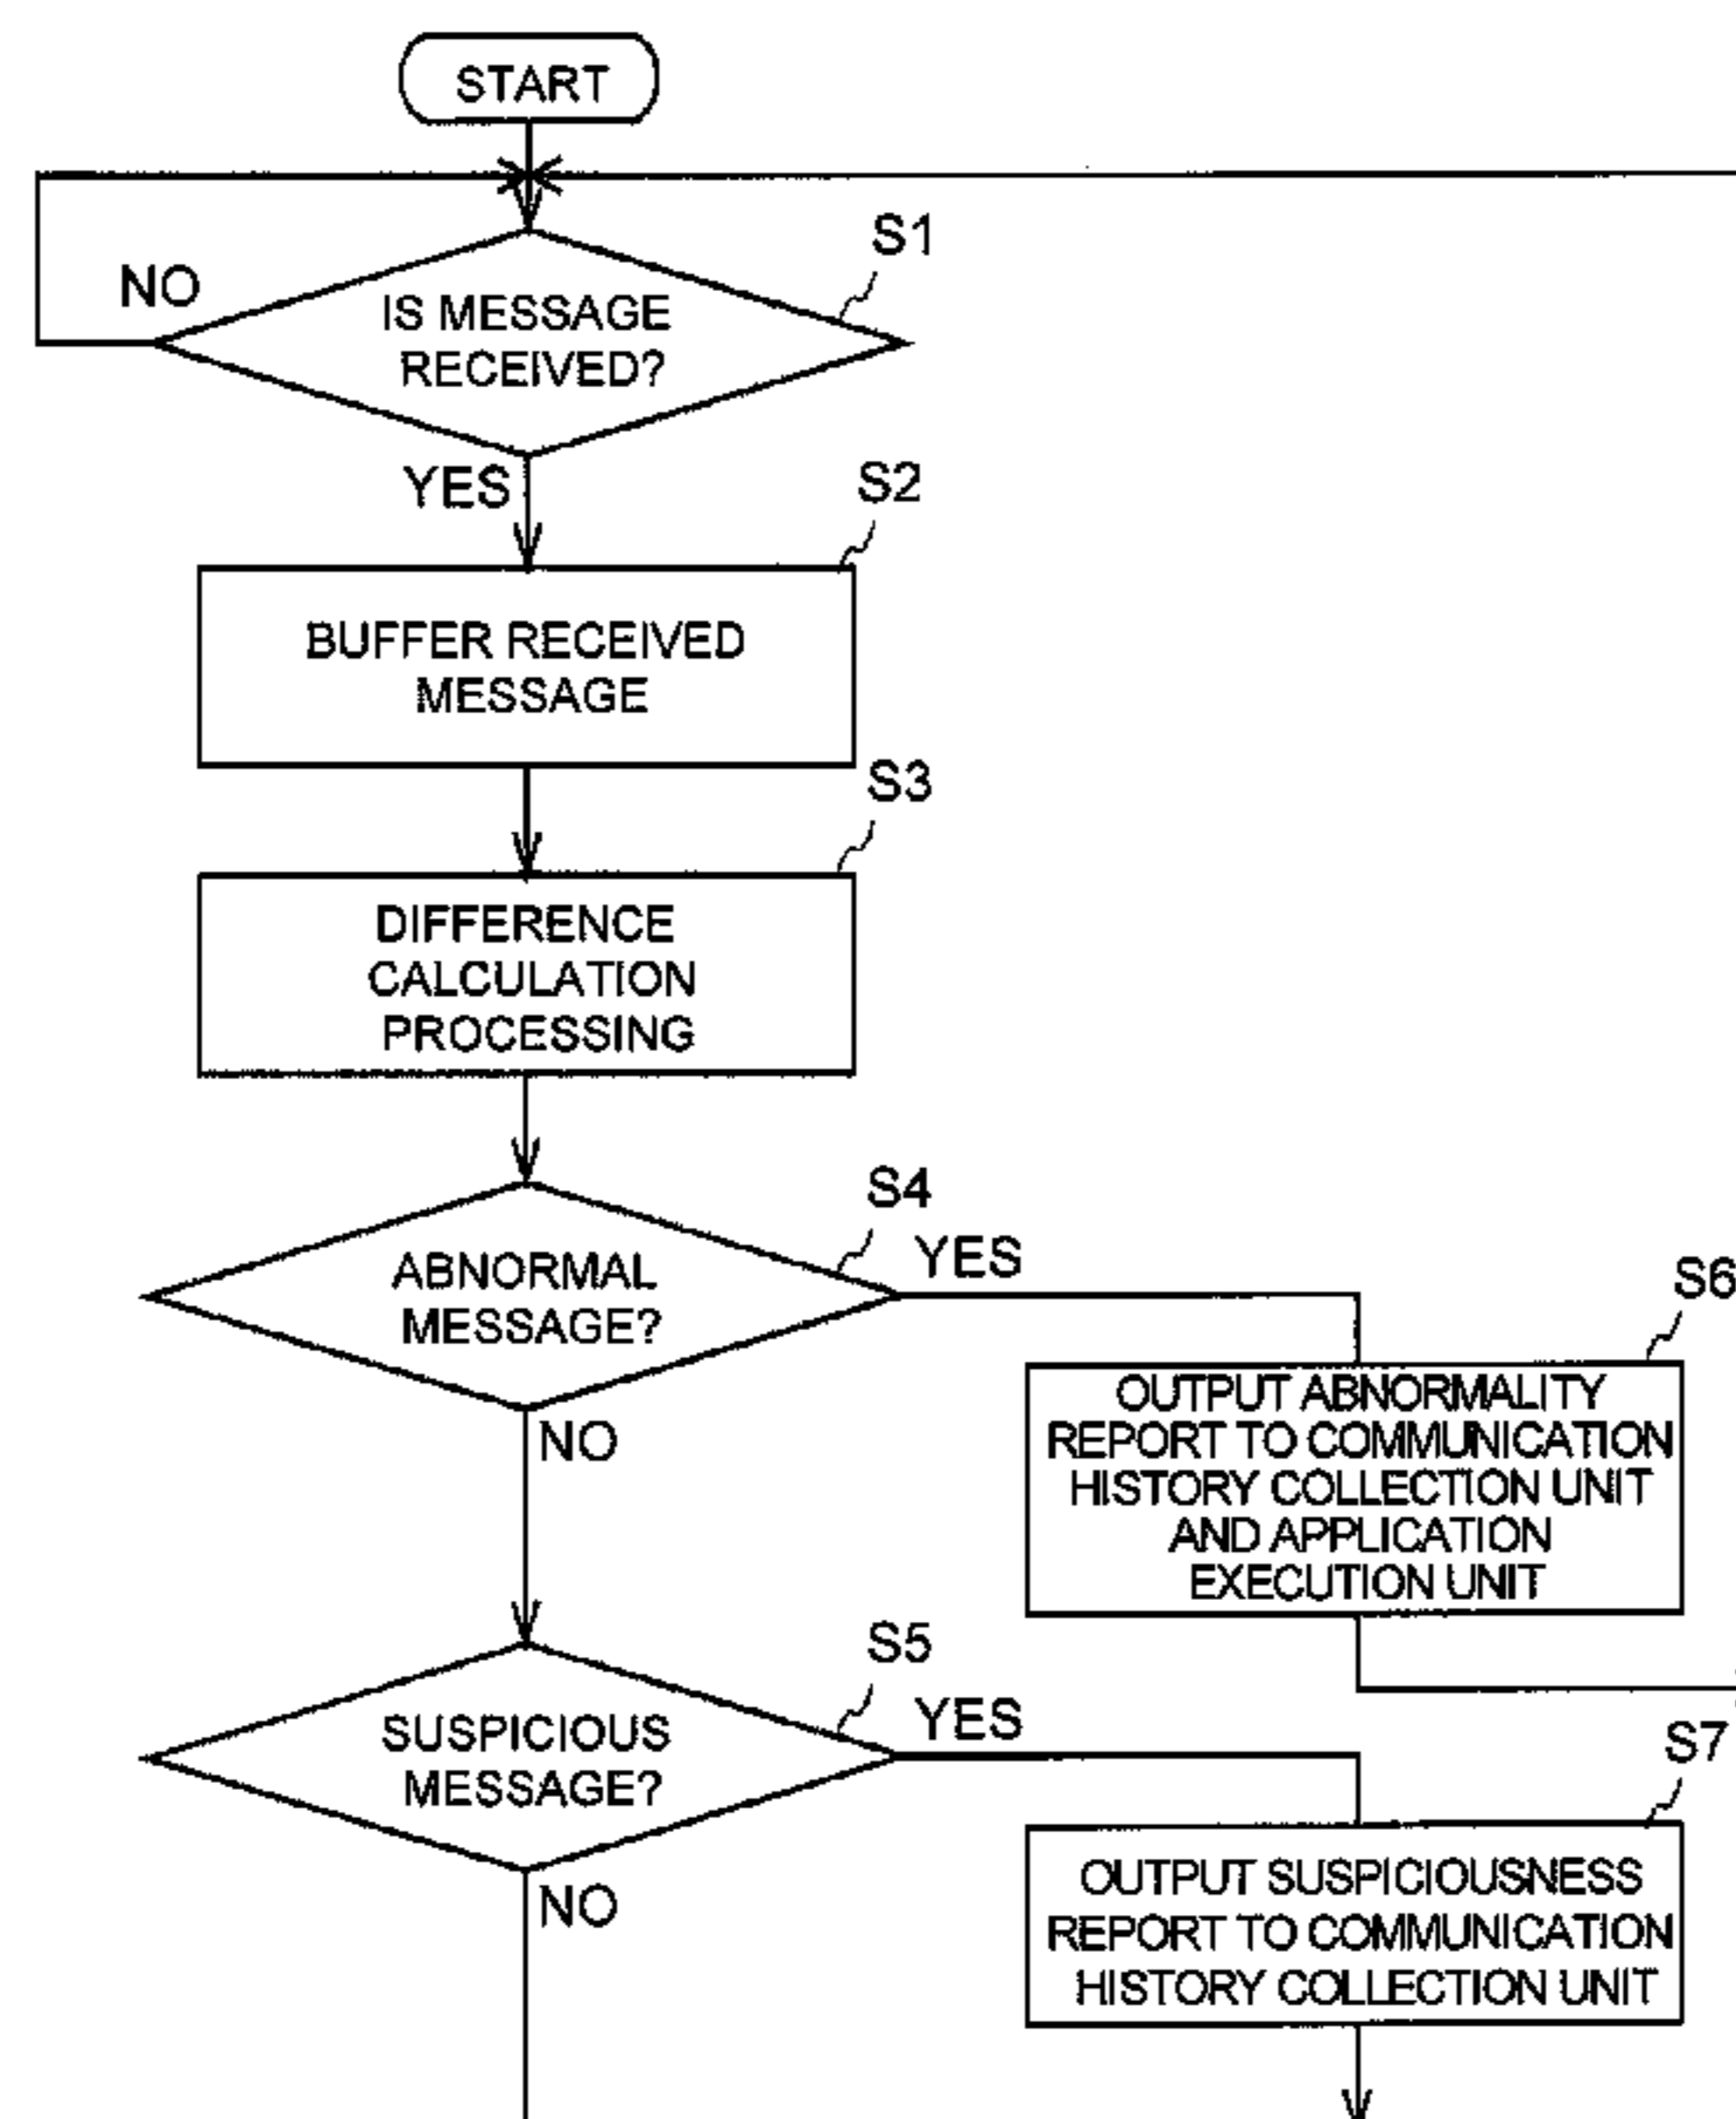 START
S1
NO
IS MESSAGE
RECEIVED?
YES
S2
BUFFER RECEIVED
MESSAGE
S3
DIFFERENCE
CALCULATION
PROCESSING
S4
ABNORMAL
MESSAGE?
YES
NO
S6
OUTPUT ABNORMALITY
REPORT TO COMMUNICATION
HISTORY COLLECTION UNIT
AND APPLICATION
EXECUTION UNIT
S5
SUSPICIOUS
MESSAGE?
YES
NO
S7
OUTPUT SUSPICIOUSNESS
REPORT TO COMMUNICATION
HISTORY COLLECTION UNIT